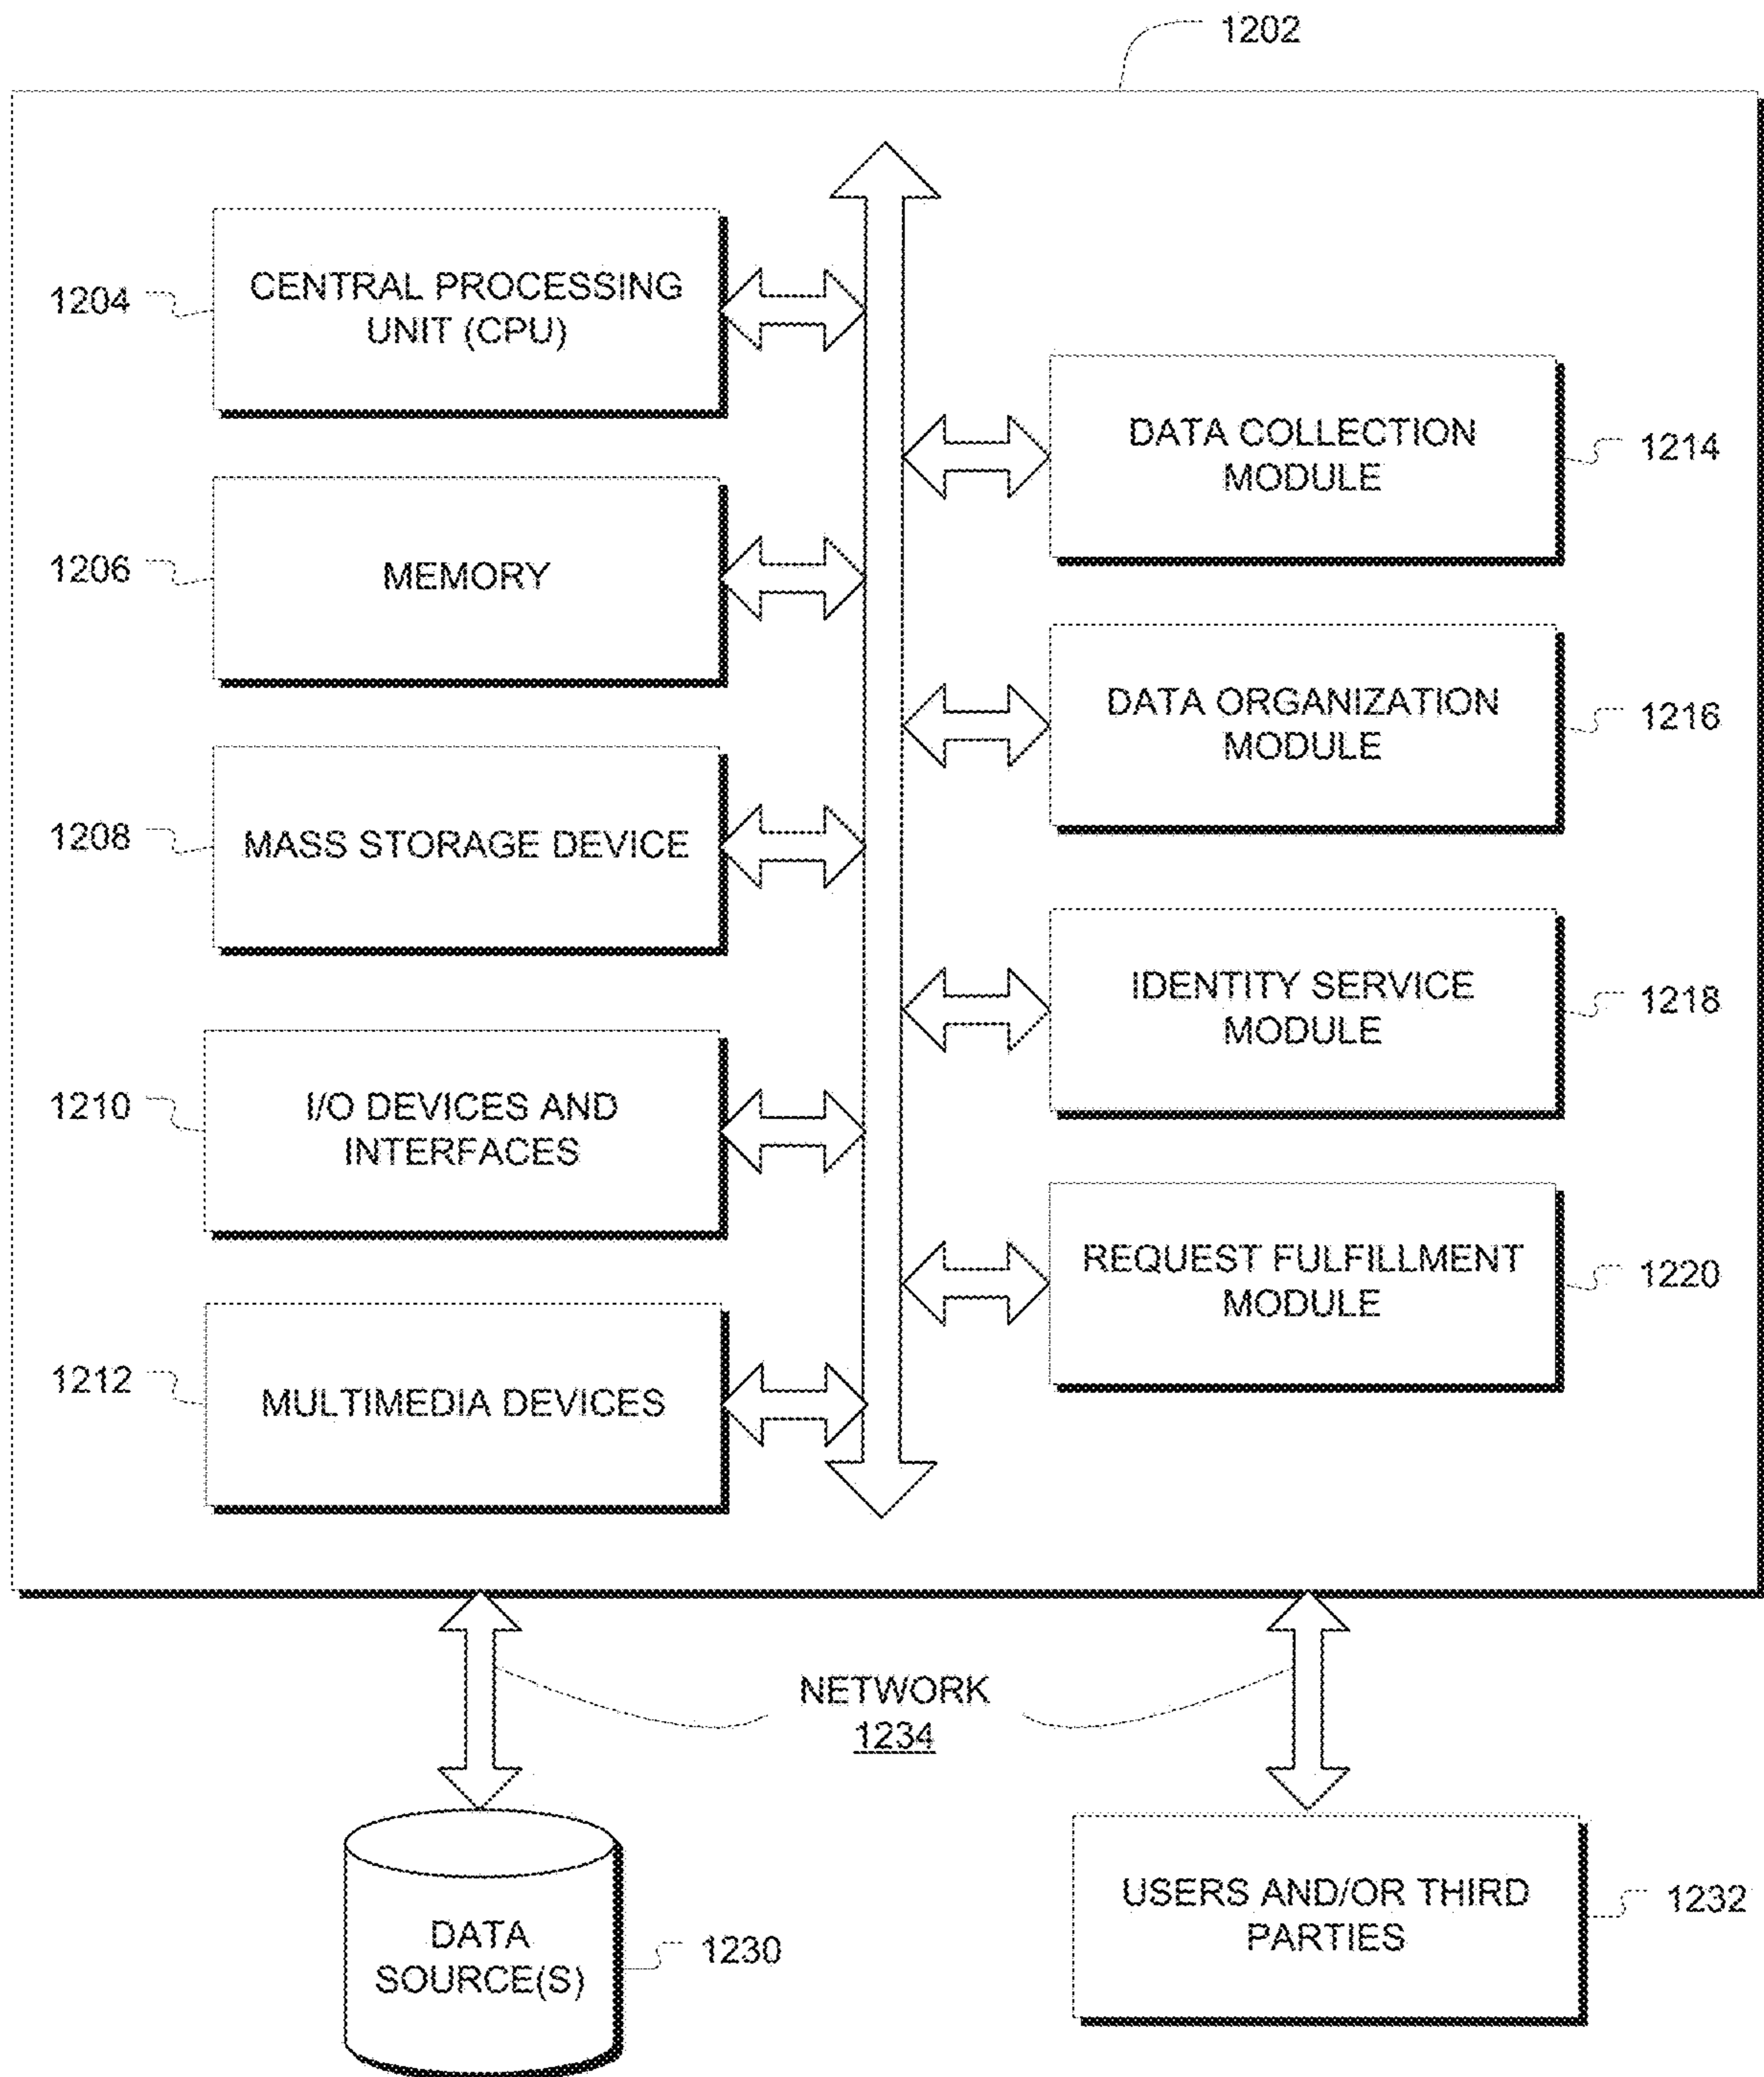 1202
1204
CENTRAL PROCESSING
UNIT (CPU)
1206
MEMORY
1208
MASS STORAGE DEVICE
1210
I/O DEVICES AND
INTERFACES
1212
MULTIMEDIA DEVICES
DATA COLLECTION
MODULE
1214
DATA ORGANIZATION
MODULE
1216
IDENTITY SERVICE
MODULE
1218
REQUEST FULFILLMENT
MODULE
1220
NETWORK
1234
DATA
SOURCE(S)
1230
USERS AND/OR THIRD
PARTIES
1232